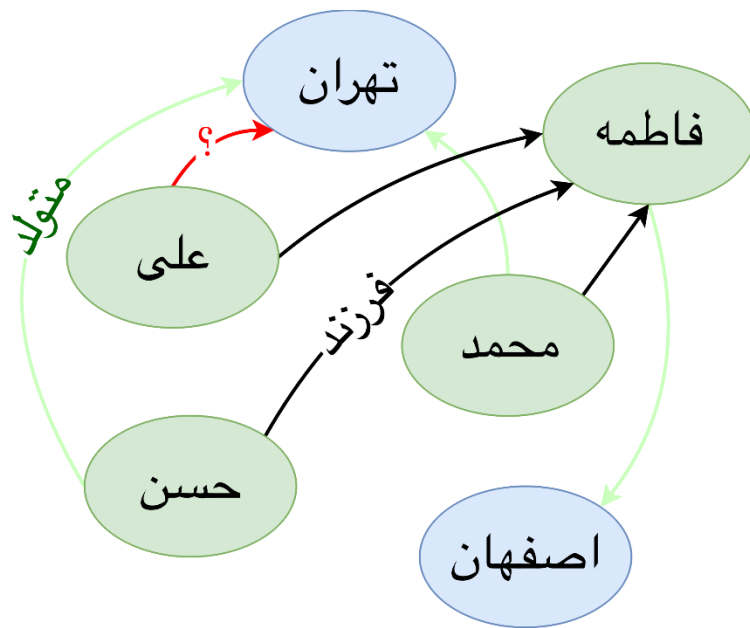 تهران
فاطمه
؟
متولد
علی
فرزند
محمد
حسن
اصفهان